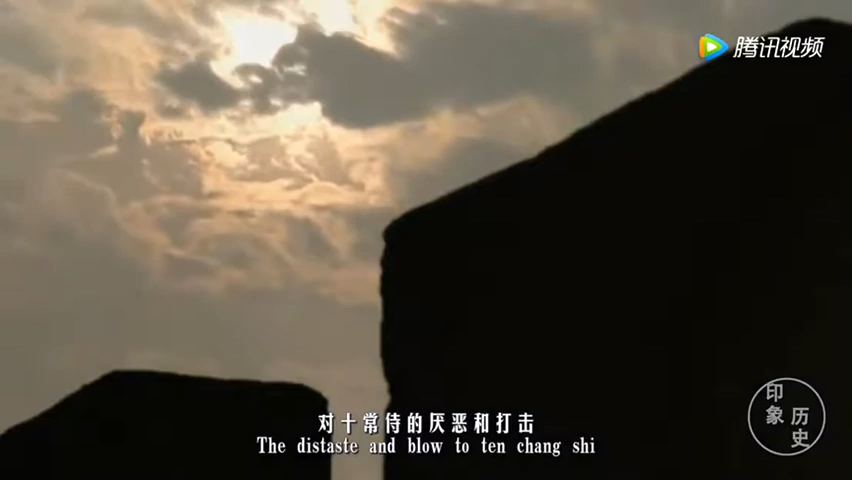 腾讯视频
对十常侍的厌恶和打击
The distaste and blow to ten chang shi
印象
历史